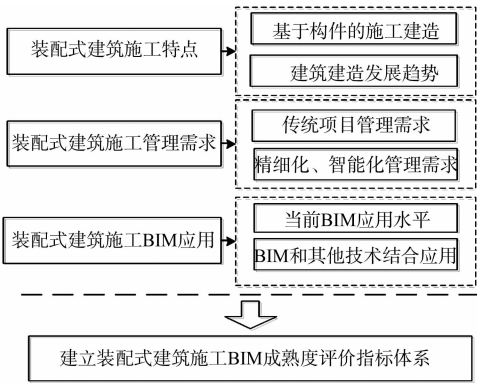 装配式建筑施工特点
基于构件的施工建造
建筑建造发展趋势
装配式建筑施工管理需求
传统项目管理需求
精细化、智能化管理需求
装配式建筑施工BIM应用
当前BIM应用水平
BIM和其他技术结合应用
建立装配式建筑施工BIM成熟度评价指标体系